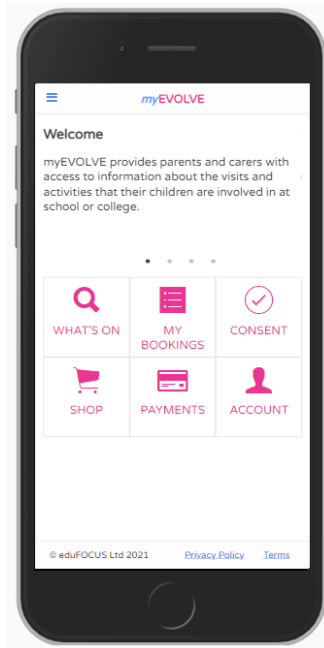 myEVOLVE
Welcome
myEVOLVE provides parents and carers with
access to information about the visits and
activities that their children are involved in at
school or college.
WHAT'S ON
MY
BOOKINGS
CONSENT
SHOP
PAYMENTS
ACCOUNT
© eduFOCUS Ltd 2021 Privacy Policy Terms